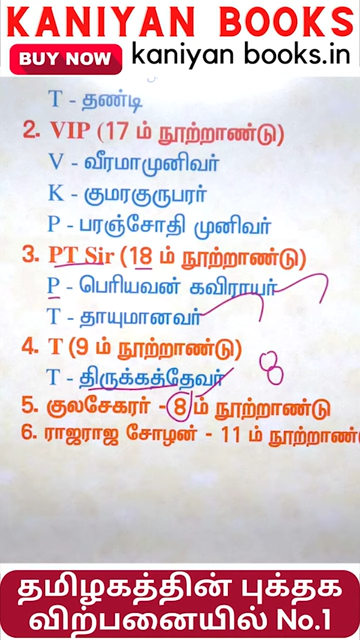 KANIYAN BOOKS
BUY NOW kaniyan books.in
T - தண்டி
2. VIP (17 ம் நூற்றாண்டு)
V - வீரமாமுனிவர்
K - குமரகுருபரர்
P - பரஞ்சோதி முனிவர்
3. PT Sir (18 ம் நூற்றாண்டு)
P - பெரியவன் கவிராயர்
T - தாயுமானவர்
4. T (9 ம் நூற்றாண்டு)
T - திருக்கத்தேவர் 8
5. குலசேகரர் - 8 ம் நூற்றாண்டு
6. ராஜராஜ சோழன் - 11 ம் நூற்றாண்
தமிழகத்தின் புக்தக
விற்பனையில் No.1